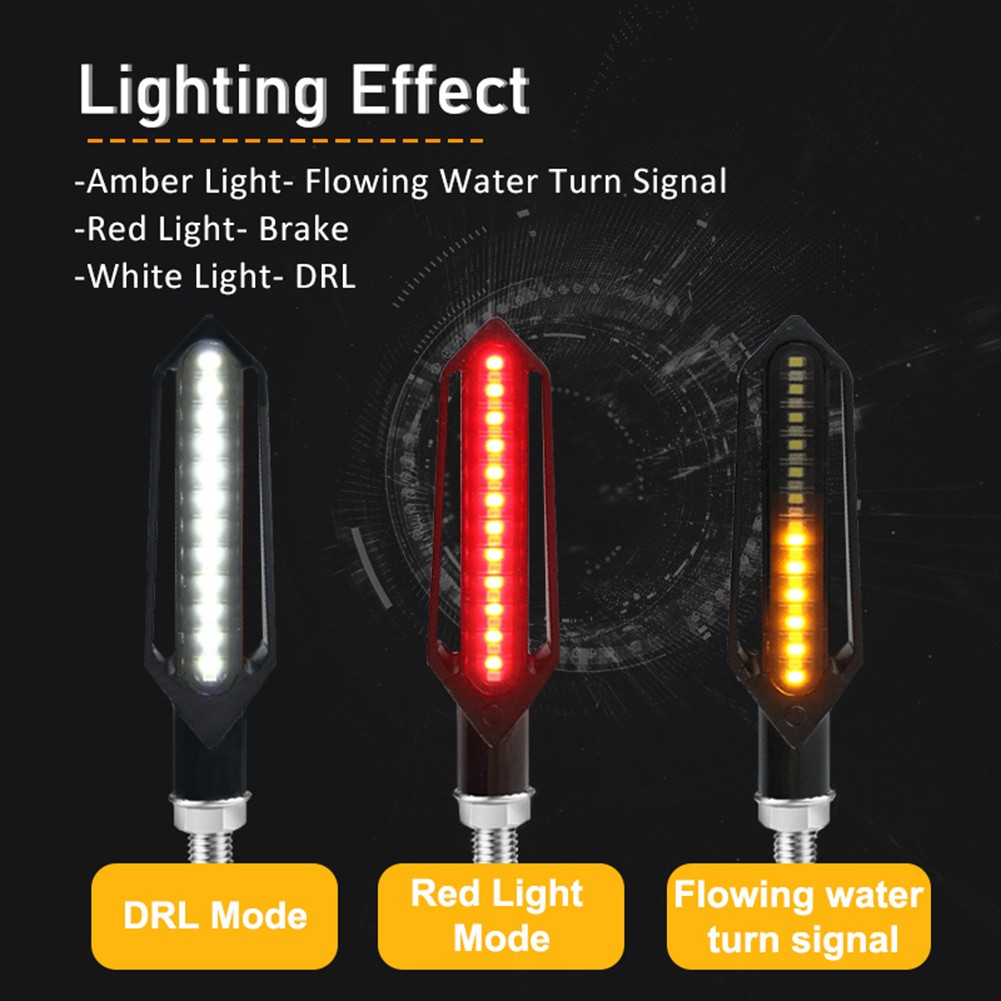 Lighting Effect
-Amber Light- Flowing Water Turn Signal
-Red Light- Brake
-White Light- DRL
DRL Mode
Red Light
Mode
Flowing water
turn signal